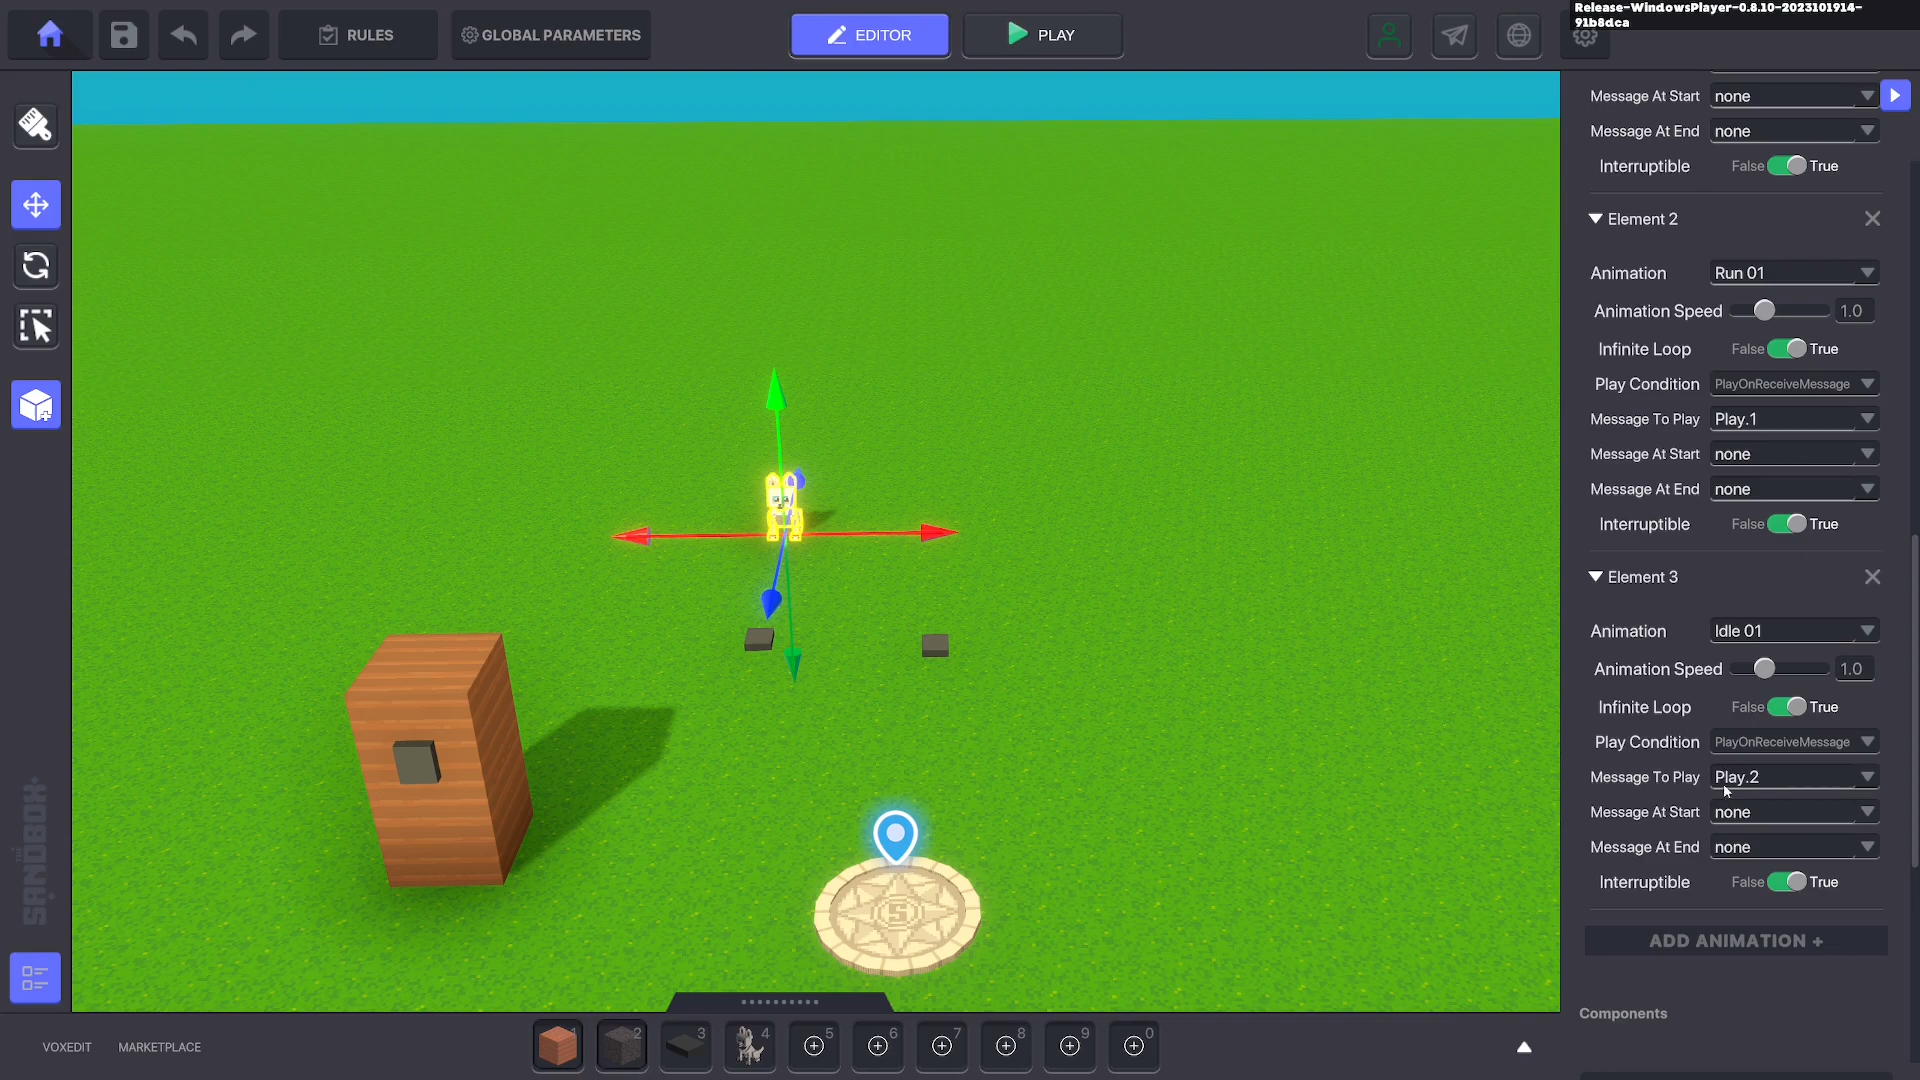 Release-WindowsPlayer-0.8.10-2023101914-
91b8dca
RULES
GLOBAL PARAMETERS
EDITOR
PLAY
Message At Start none
Message At End none
Interruptible False True
Element 2
Animation Run 01
Animation Speed 1.0
Infinite Loop False True
Play Condition PlayOnReceiveMessage
Message To Play Play.1
Message At Start none
Message At End none
Interruptible False True
Element 3
Animation Idle 01
Animation Speed 1.0
Infinite Loop False True
Play Condition PlayOnReceiveMessage
Message To Play Play.2
Message At Start none
Message At End none
Interruptible False True
ADD ANIMATION +
Components
THE SANDBOX
S
VOXEDIT
MARKETPLACE
1 2 3 4 5 6 7 8 9 0